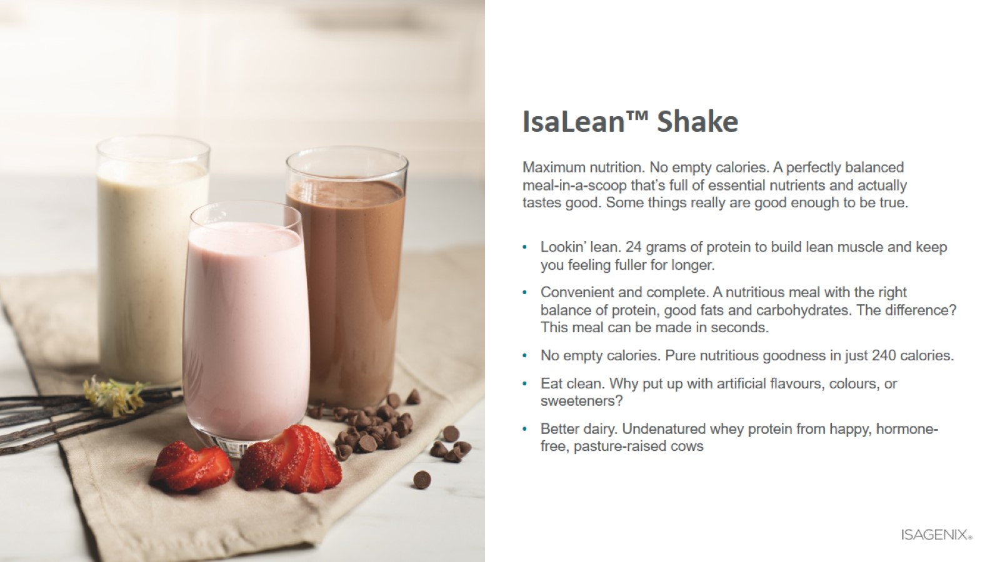 IsaLean™ Shake
Maximum nutrition. No empty calories. A perfectly balanced
meal-in-a-scoop that’s full of essential nutrients and actually
tastes good. Some things really are good enough to be true.
• Lookin’ lean. 24 grams of protein to build lean muscle and keep
you feeling fuller for longer.
• Convenient and complete. A nutritious meal with the right
balance of protein, good fats and carbohydrates. The difference?
This meal can be made in seconds.
• No empty calories. Pure nutritious goodness in just 240 calories.
• Eat clean. Why put up with artificial flavours, colours, or
sweeteners?
• Better dairy. Undenatured whey protein from happy, hormone-
free, pasture-raised cows
ISAGENIX®